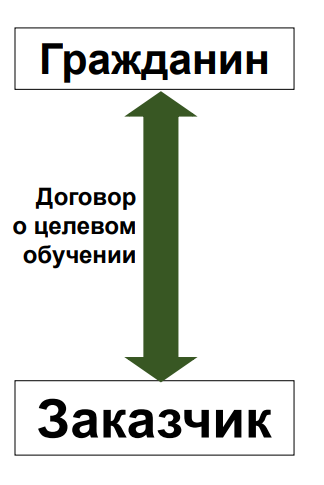 Гражданин
Договор
о целевом
обучении
Заказчик